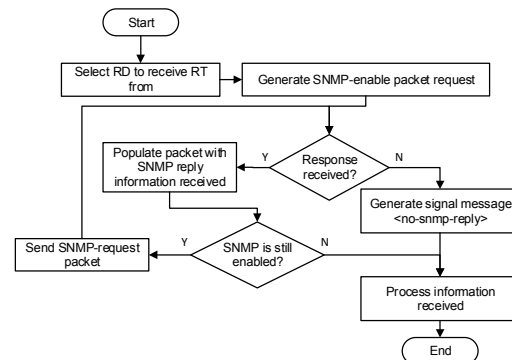 Start
Select RD to receive RT
from
Generate SNMP-enable packet request
Response
received?
Y
N
Populate packet with
SNMP reply
information received
Generate signal message
<no-snmp-reply>
SNMP is still
enabled?
Y
N
Send SNMP-request
packet
Process information
received
End